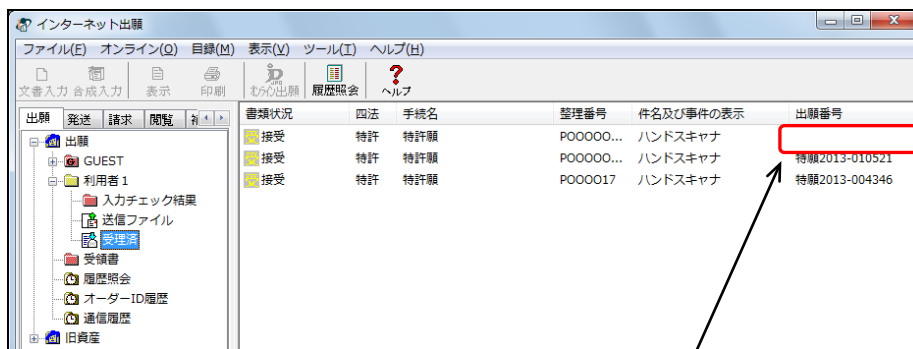 インターネット出願
ファイル(F) オンライン(O) 目録(M) 表示(V) ツール(T) ヘルプ(H)
文書入力 合成入力 表示 印刷 オンライン出願 履歴照会 ヘルプ
出願 発送 請求 閲覧
書類状況 四法 手続名 整理番号 件名及び事件の表示 出願番号
接受 特許 特許願 P00000... ハンドスキャナ
接受 特許 特許願 P00000... ハンドスキャナ 特願2013-010521
接受 特許 特許願 P000017 ハンドスキャナ 特願2013-004346
出願
GUEST
利用者1
入力チェック結果
送信ファイル
受理済
受領書
履歴照会
オーダーID履歴
通信履歴
旧資産